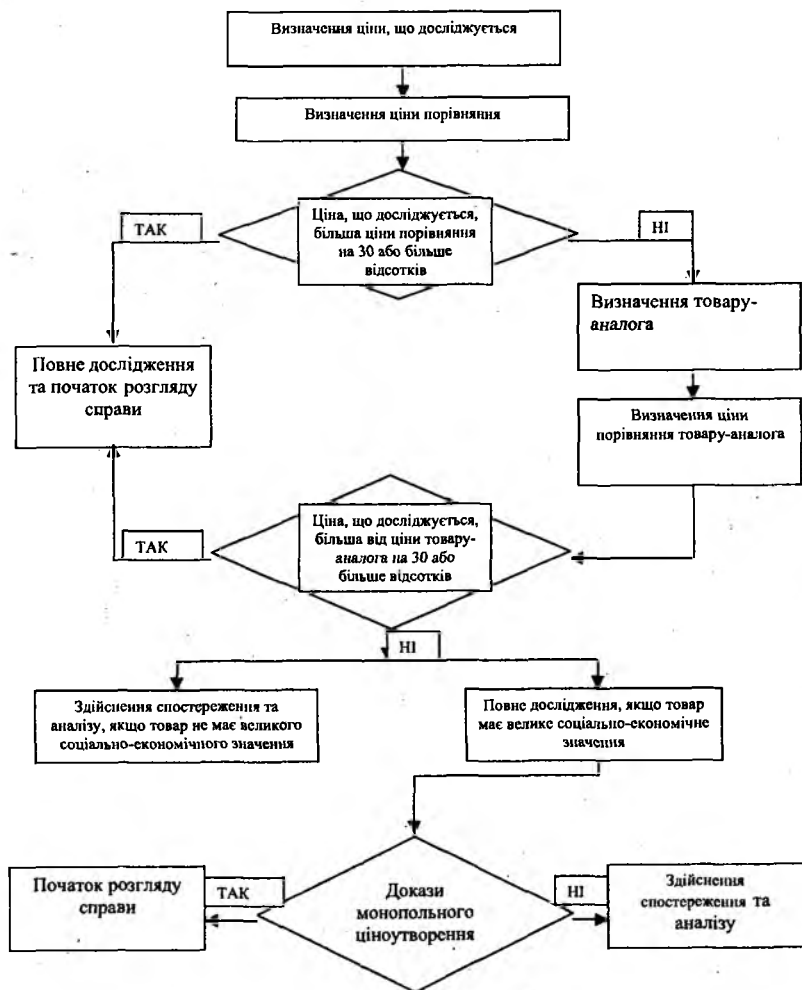 Визначення ціни, що досліджується
Визначення ціни порівняння
Ціна, що досліджується,
більша ціни порівняння
на 30 або більше
відсотків
ТАК
НІ
Визначення товару-
аналога
Повне дослідження
та початок розгляду
справи
Визначення ціни
порівняння товару-аналога
Ціна, що досліджується,
більша від ціни товару-
аналога на 30 або
більше відсотків
ТАК
НІ
Здійснення спостереження та
аналізу, якщо товар не має великого
соціально-економічного значення
Повне дослідження, якщо товар
має велике соціально-економічне
значення
Початок розгляду
справи
ТАК
Докази
монопольного
ціноутворення
НІ
Здійснення
спостереження та
аналізу